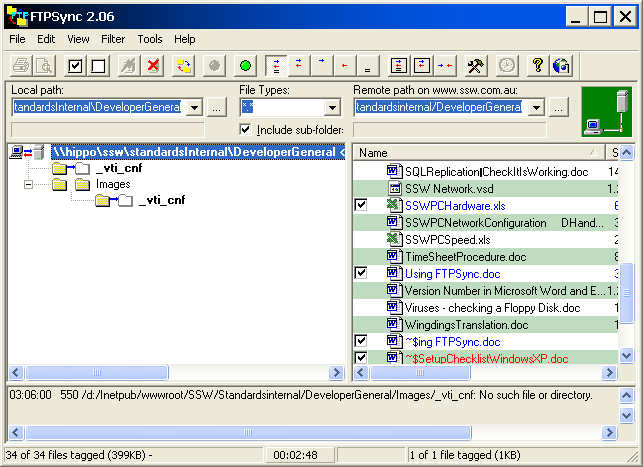 FTPSync 2.06
File Edit View Filter Tools Help
Local path: File Types: Remote path on www.ssw.com.au:
tandardsInternal\DeveloperGeneral *.* tandardsinternal/DeveloperGeneral
Include sub-folder:
\\hippo\ssw\standardsInternal\DeveloperGeneral <
_vti_cnf
Images
_vti_cnf
Name S
SQLReplicationCheckItIsWorking.doc 14
SSW Network.vsd 1.
SSWPCHardware.xls 6
SSWPCNetworkConfiguration DHand... 3
SSWPCSpeed.xls
TimeSheetProcedure.doc 8
Using FTPSync.doc 3
Version Number in Microsoft Word and E... 1.
Viruses - checking a Floppy Disk.doc
WingdingsTranslation.doc
~$ing FTPSync.doc
~$SetupChecklistWindowsXP.doc
03:06:00 550 /d:/Inetpub/wwwroot/SSW/Standardsinternal/DeveloperGeneral/Images/_vti_cnf: No such file or directory.
34 of 34 files tagged (399KB) - 00:02:48 1 of 1 file tagged (1KB)